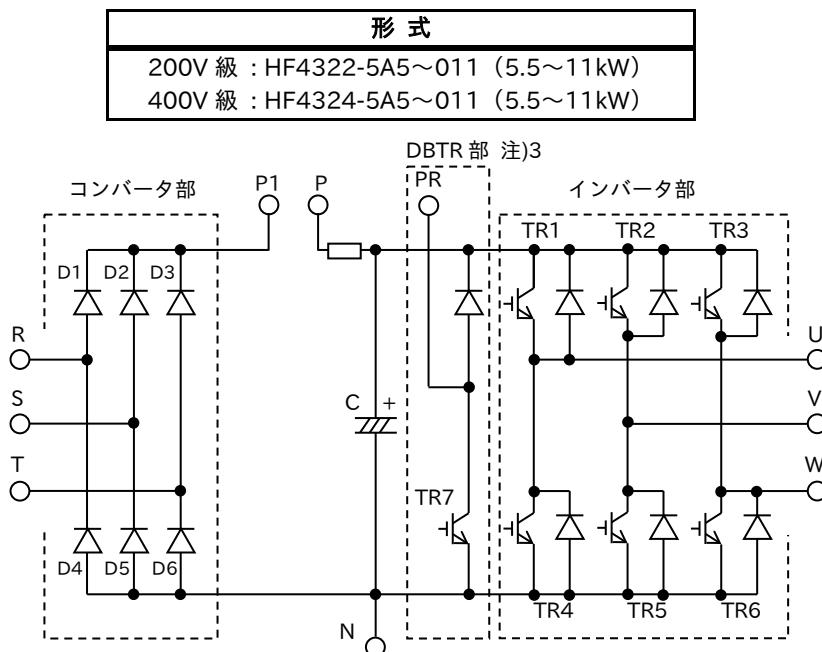 形 式
200V 級 : HF4322-5A5～011（5.5～11kW）
400V 級 : HF4324-5A5～011（5.5～11kW）
DBTR 部 注)3
コンバータ部
P1
P
PR
インバータ部
TR1
TR2
TR3
D1
D2
D3
R
U
S
C
+
V
T
W
TR7
D4
D5
D6
TR4
TR5
TR6
N